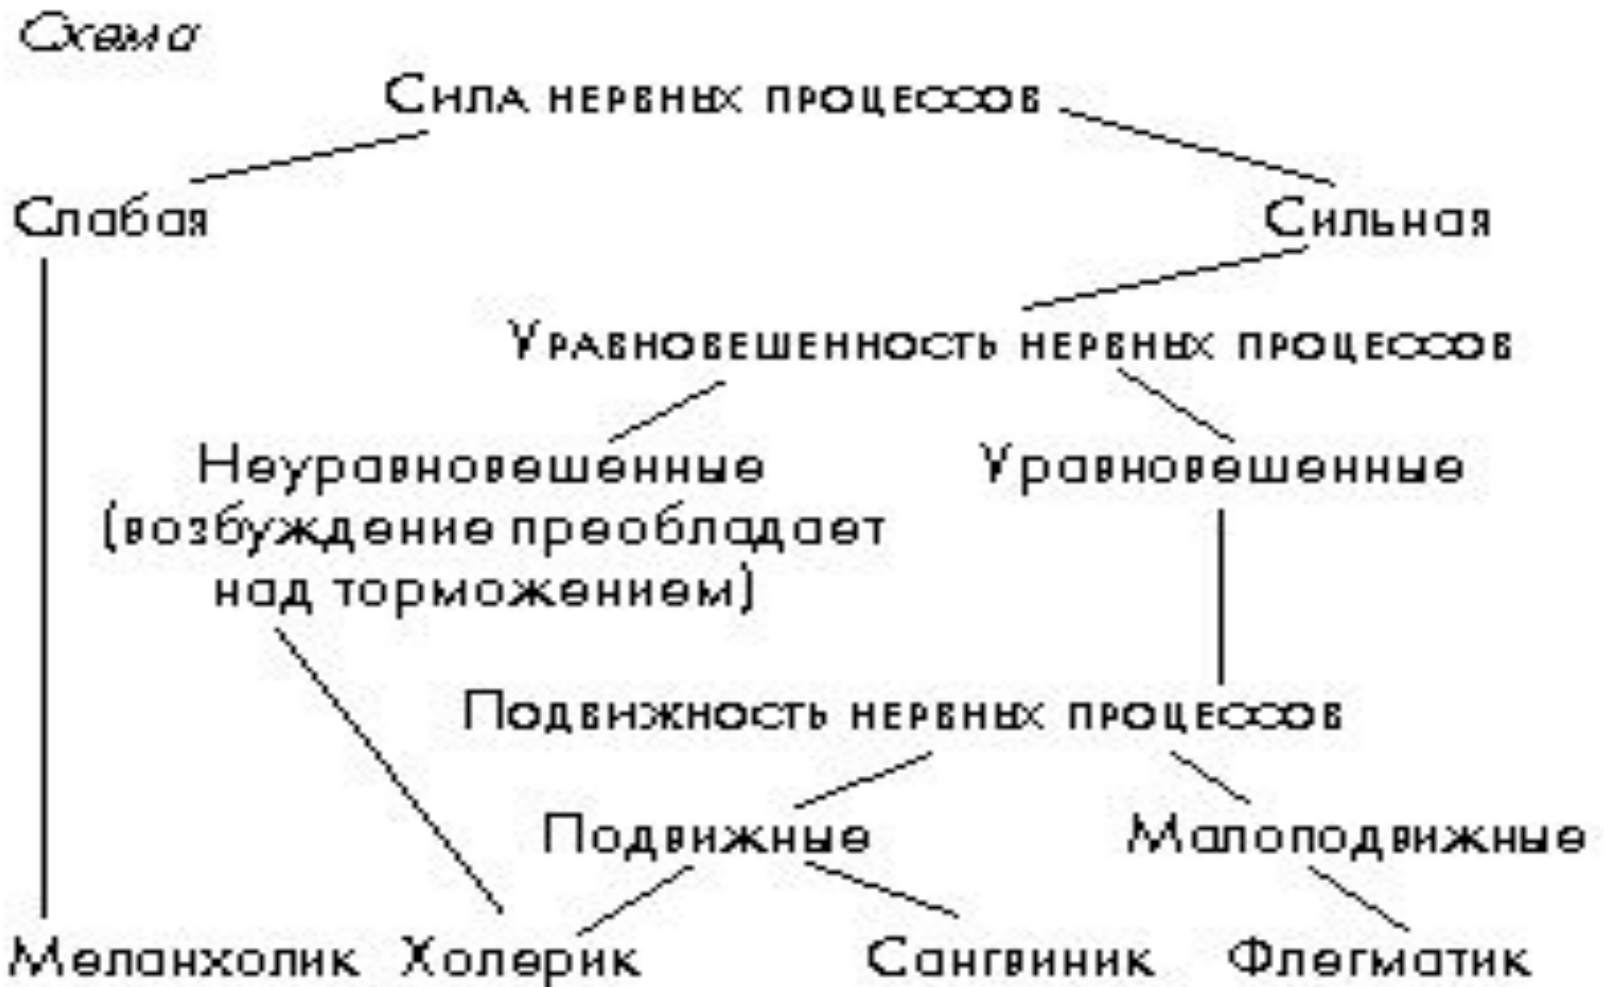 Схема
Сила нервных процессов
Слабая
Сильная
Уравновешенность нервных процессов
Неуравновешенные
(возбуждение преобладает
над торможением)
Уравновешенные
Подвижность нервных процессов
Подвижные
Малоподвижные
Меланхолик
Холерик
Сангвиник
Флегматик